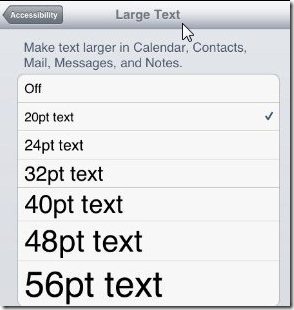 Accessibility
Large Text
Make text larger in Calendar, Contacts,
Mail, Messages, and Notes.
Off
20pt text
24pt text
32pt text
40pt text
48pt text
56pt text